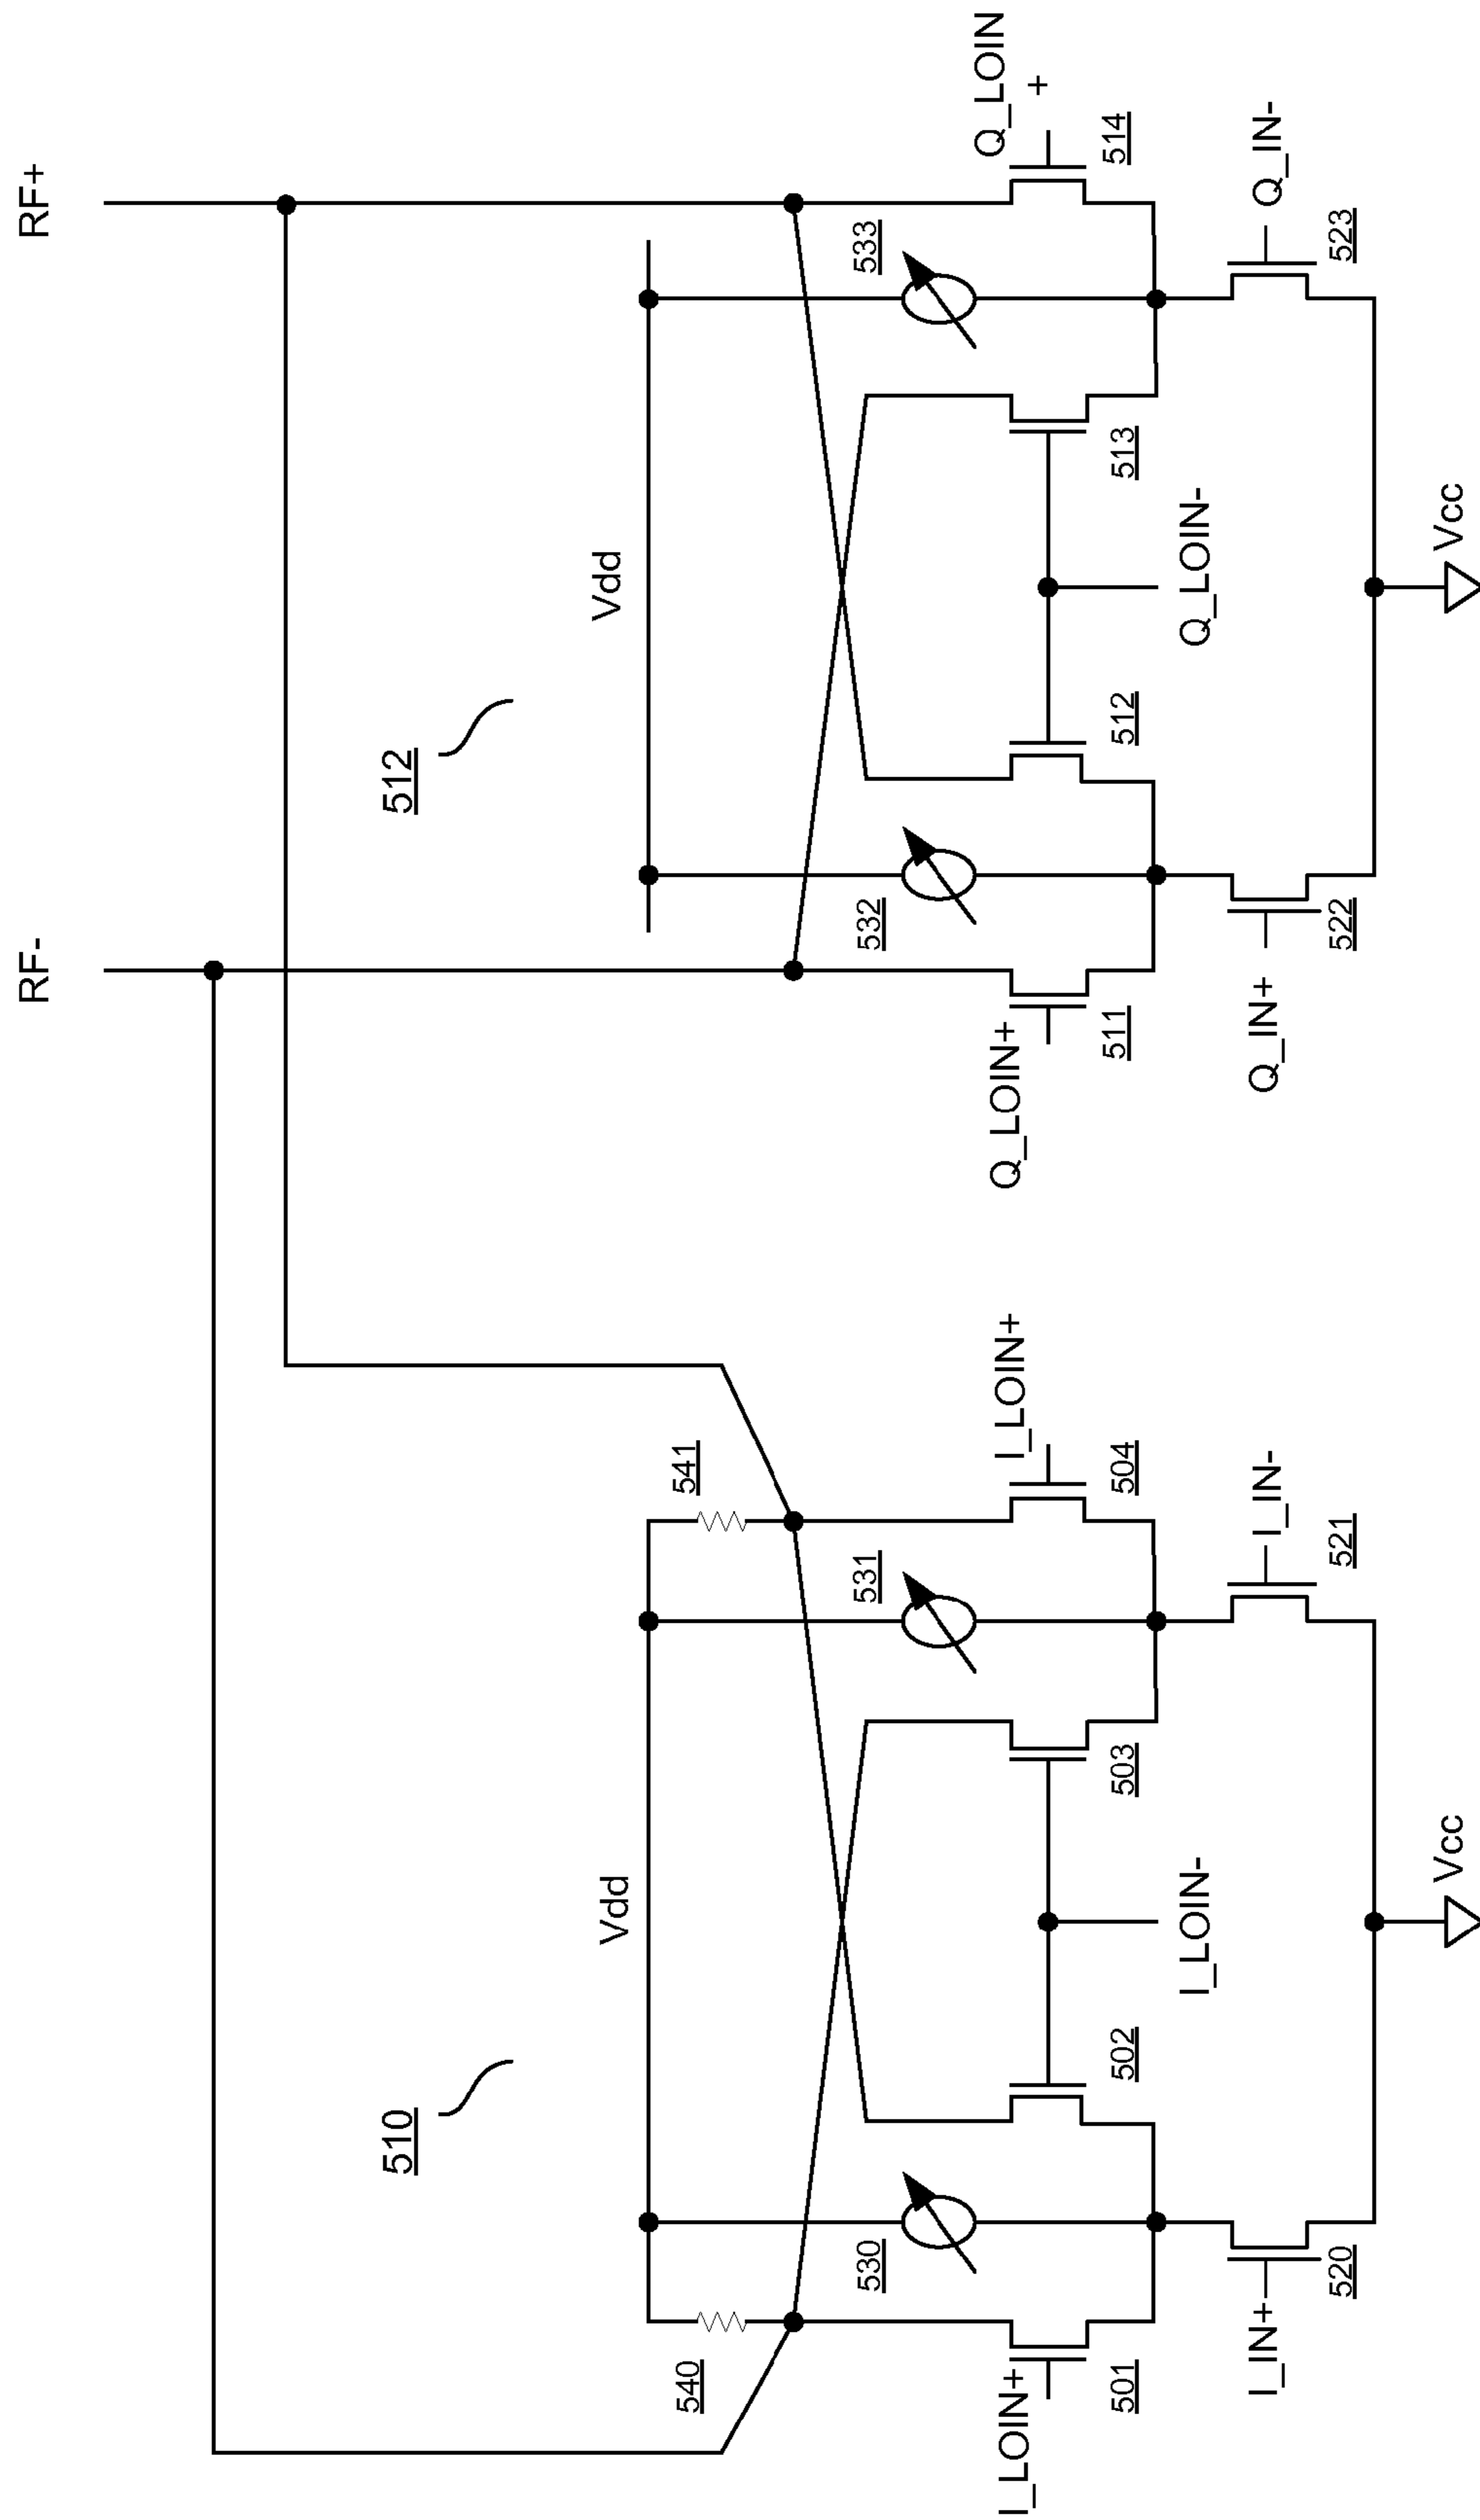 RF-
RF+
510
512
Vdd
Vdd
540
541
530
531
532
533
I_LOIN+
I_LOIN+
Q_LOIN+
Q_LOIN
+
501
502
503
504
511
512
513
514
I_LOIN-
Q_LOIN-
I_IN+
I_IN-
Q_IN+
Q_IN-
520
521
522
523
Vcc
Vcc